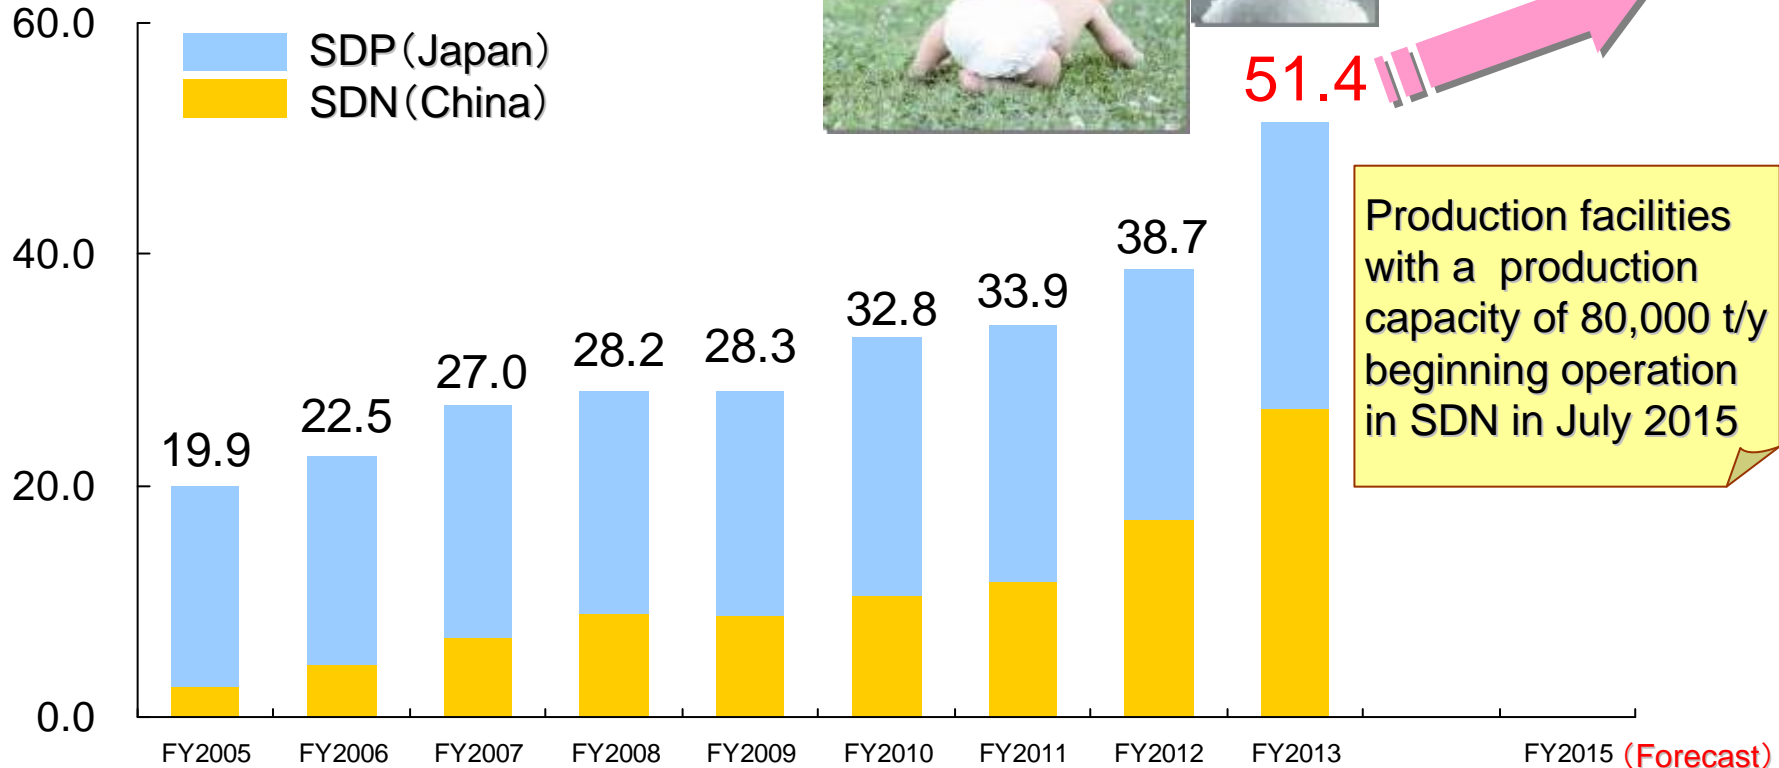 60.0
SDP（Japan）
SDN（China）
51.4
Production facilities
with a production
capacity of 80,000 t/y
beginning operation
in SDN in July 2015
40.0
38.7
33.9
32.8
28.3
28.2
27.0
22.5
19.9
20.0
0.0
FY2005 FY2006 FY2007 FY2008 FY2009 FY2010 FY2011 FY2012 FY2013 FY2015（Forecast）